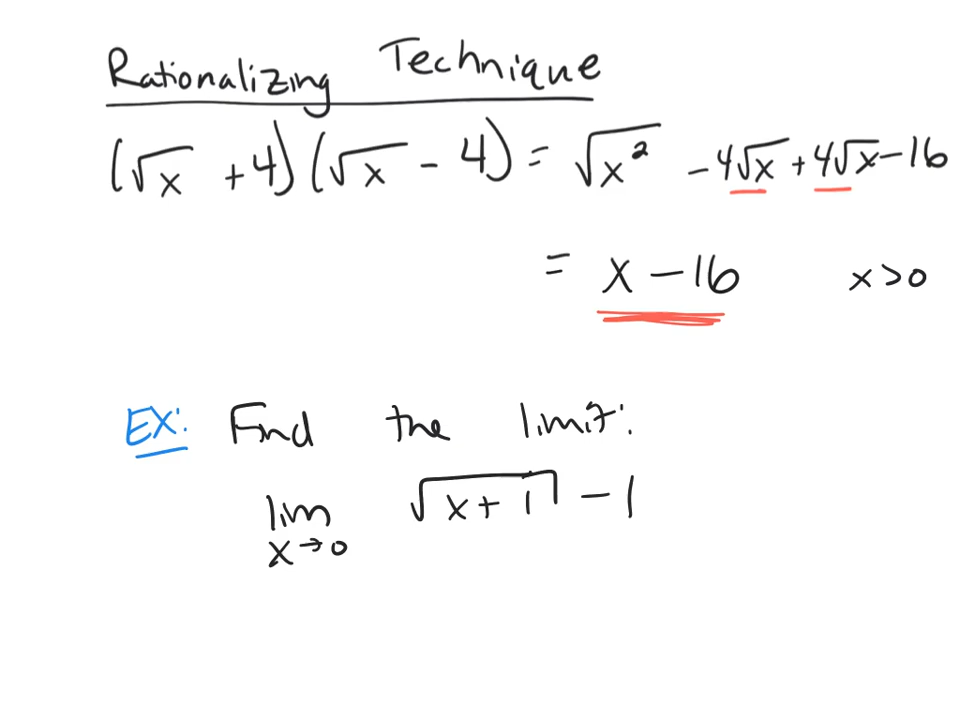 Rationalizing Technique
(√x + 4)(√x - 4) = √x² - 4√x + 4√x - 16
= x - 16 x > 0
EX: Find the limit:
lim √x + 1 - 1
x → 0